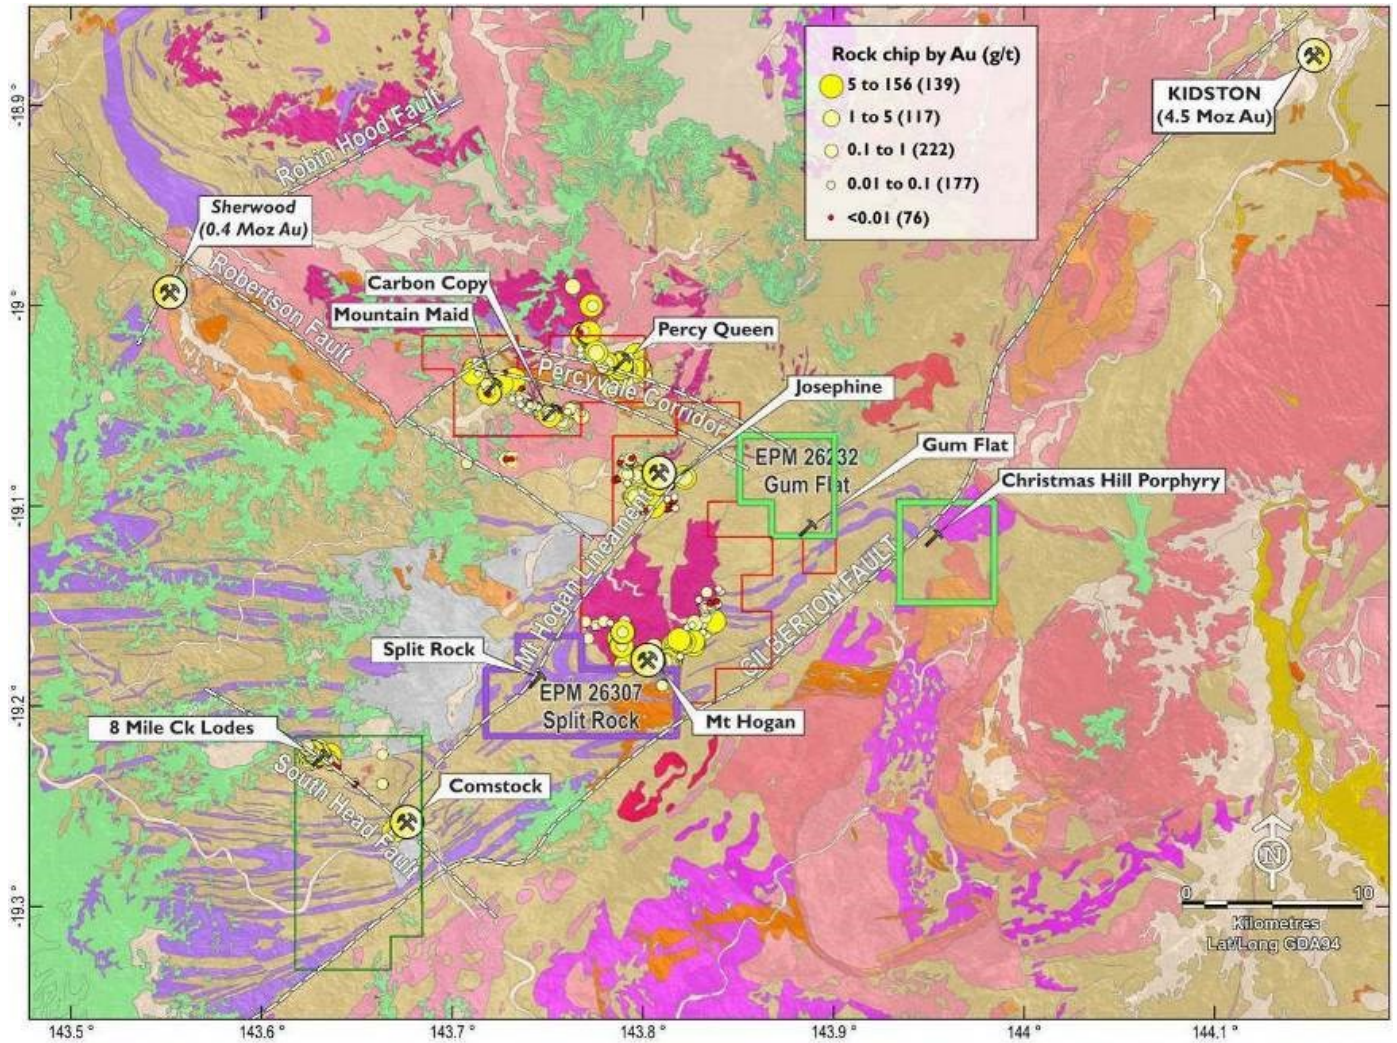 Rock chip by Au (g/t)
5 to 156 (139)
1 to 5 (117)
0.1 to 1 (222)
0.01 to 0.1 (177)
<0.01 (76)
KIDSTON
(4.5 Moz Au)
-18.9°
Robin Hood Fault
Sherwood
(0.4 Moz Au)
Robertson Fault
Carbon Copy
Mountain Maid
-19°
Percy Queen
Percyvale Corridor
Josephine
Gum Flat
EPM 26232
Gum Flat
Christmas Hill Porphyry
-19.1°
Mt Hogan Lineament
GILBERTON FAULT
Split Rock
EPM 26307
Split Rock
-19.2°
Mt Hogan
8 Mile Ck Lodes
South Head Fault
Comstock
-19.3°
N
0 10
Kilometres
Lat/Long GDA94
143.5 ° 143.6 ° 143.7 ° 143.8 ° 143.9 ° 144 ° 144.1 °